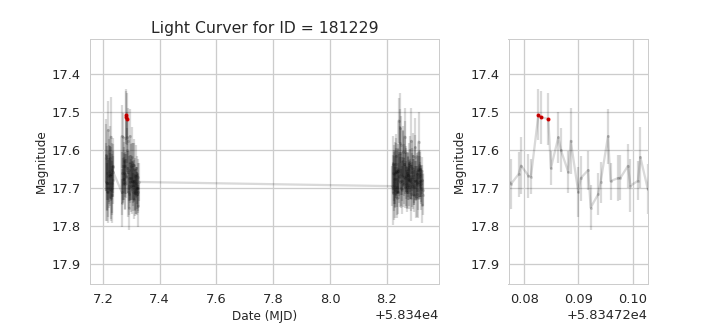 Light Curver for ID = 181229
Magnitude
17.4
17.5
17.6
17.7
17.8
17.9
7.2 7.4 7.6 7.8 8.0 8.2
Date (MJD)
+5.834e4
Magnitude
17.4
17.5
17.6
17.7
17.8
17.9
0.08 0.09 0.10
+5.83472e4